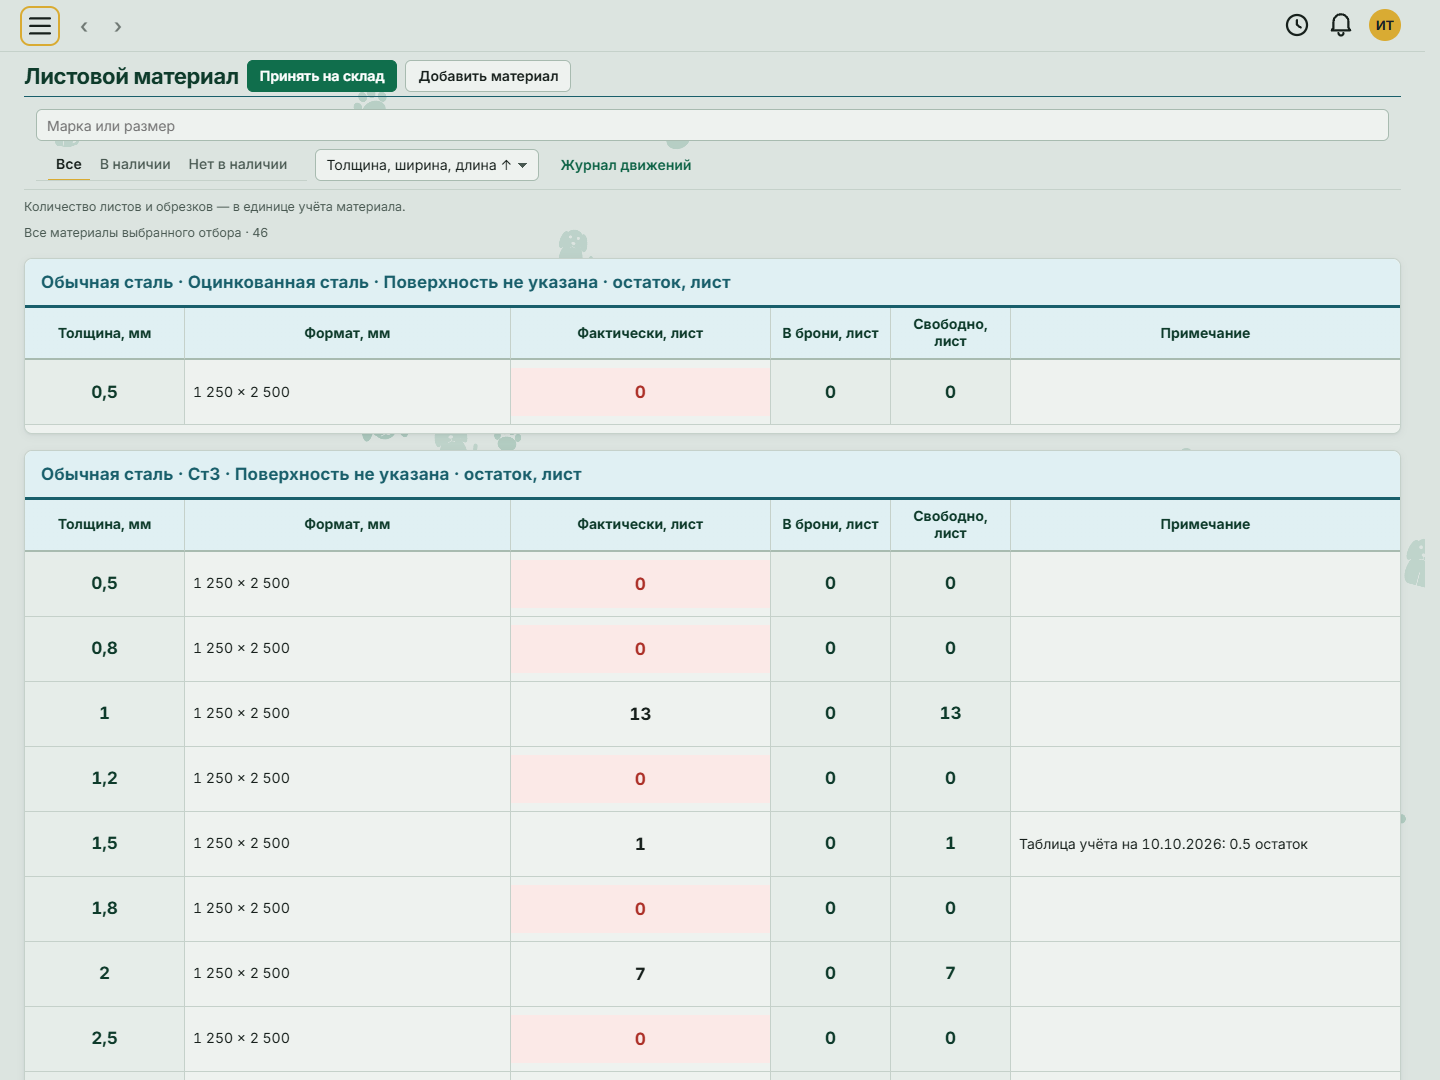 ИТ
Листовой материал
Принять на склад
Добавить материал
Марка или размер
Все
В наличии
Нет в наличии
Толщина, ширина, длина ↑
Журнал движений
Количество листов и обрезков — в единице учёта материала.
Все материалы выбранного отбора · 46
Обычная сталь · Оцинкованная сталь · Поверхность не указана · остаток, лист
Толщина, мм
Формат, мм
Фактически, лист
В брони, лист
Свободно,
лист
Примечание
0,5
1 250 × 2 500
0
0
0
Обычная сталь · Ст3 · Поверхность не указана · остаток, лист
Толщина, мм
Формат, мм
Фактически, лист
В брони, лист
Свободно,
лист
Примечание
0,5
1 250 × 2 500
0
0
0
0,8
1 250 × 2 500
0
0
0
1
1 250 × 2 500
13
0
13
1,2
1 250 × 2 500
0
0
0
1,5
1 250 × 2 500
1
0
1
Таблица учёта на 10.10.2026: 0.5 остаток
1,8
1 250 × 2 500
0
0
0
2
1 250 × 2 500
7
0
7
2,5
1 250 × 2 500
0
0
0